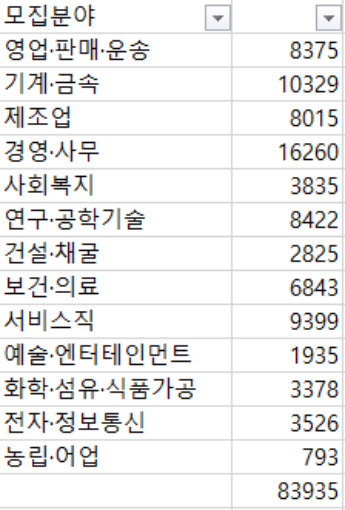 모집분야
영업·판매·운송 8375
기계·금속 10329
제조업 8015
경영·사무 16260
사회복지 3835
연구·공학기술 8422
건설·채굴 2825
보건·의료 6843
서비스직 9399
예술·엔터테인먼트 1935
화학·섬유·식품가공 3378
전자·정보통신 3526
농림·어업 793
83935